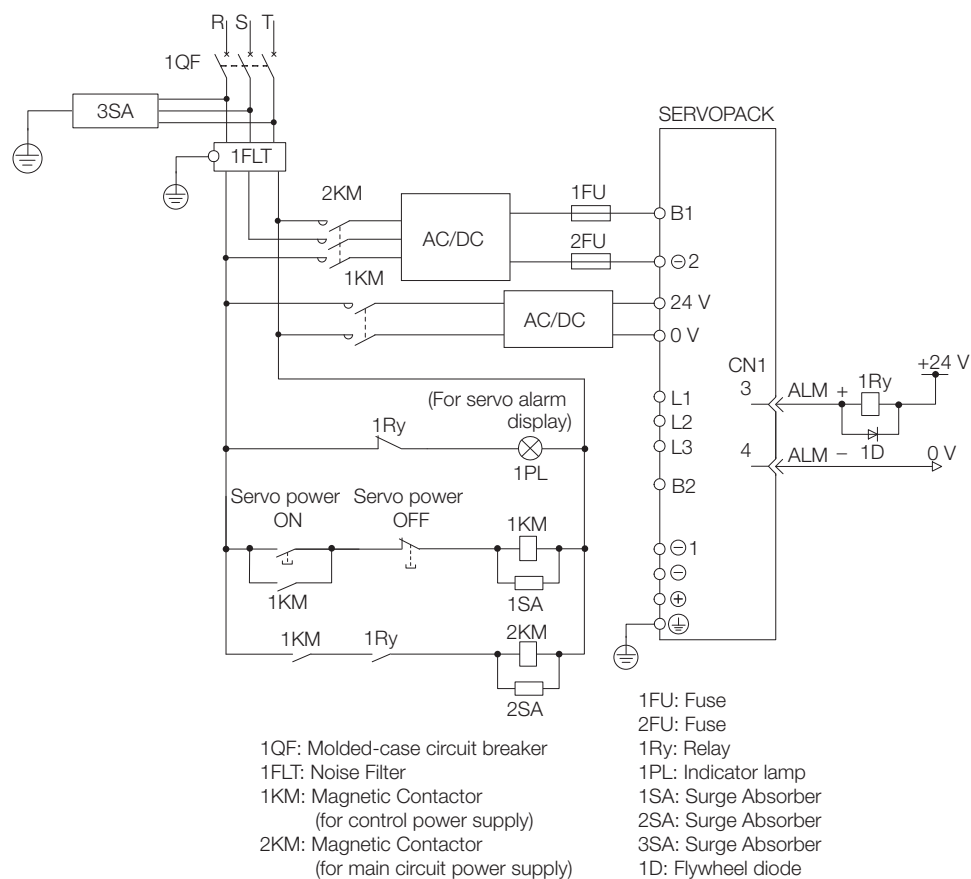 R S T
1QF
3SA
SERVOPACK
1FLT
2KM
1FU
B1
AC/DC
2FU
⊖2
1KM
24 V
AC/DC
0 V
CN1
+24 V
3 ALM + 1Ry
L1
(For servo alarm
display)
L2
1Ry
1D
L3
4 ALM − 0 V
1PL
B2
Servo power
ON
Servo power
OFF
1KM
⊖1
⊖
1KM
1SA
⊕
1KM
1Ry
2KM
2SA
1FU: Fuse
2FU: Fuse
1QF: Molded-case circuit breaker
1Ry: Relay
1FLT: Noise Filter
1PL: Indicator lamp
1KM: Magnetic Contactor
(for control power supply)
1SA: Surge Absorber
2SA: Surge Absorber
2KM: Magnetic Contactor
(for main circuit power supply)
3SA: Surge Absorber
1D: Flywheel diode